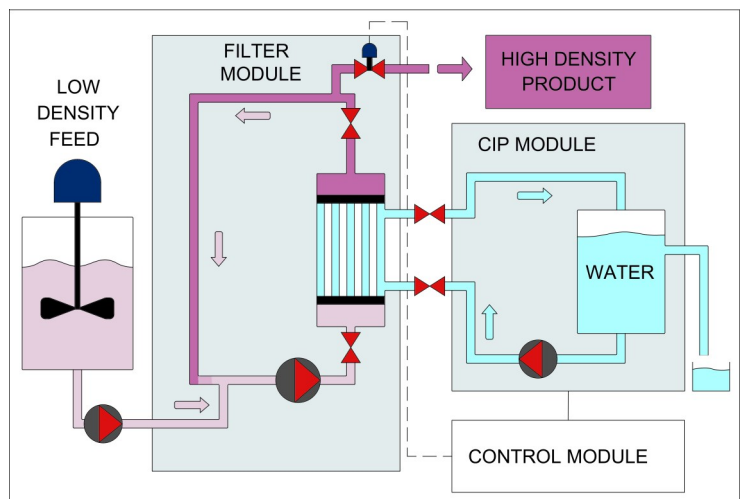 LOW
DENSITY
FEED
FILTER
MODULE
HIGH DENSITY
PRODUCT
CIP MODULE
WATER
CONTROL MODULE